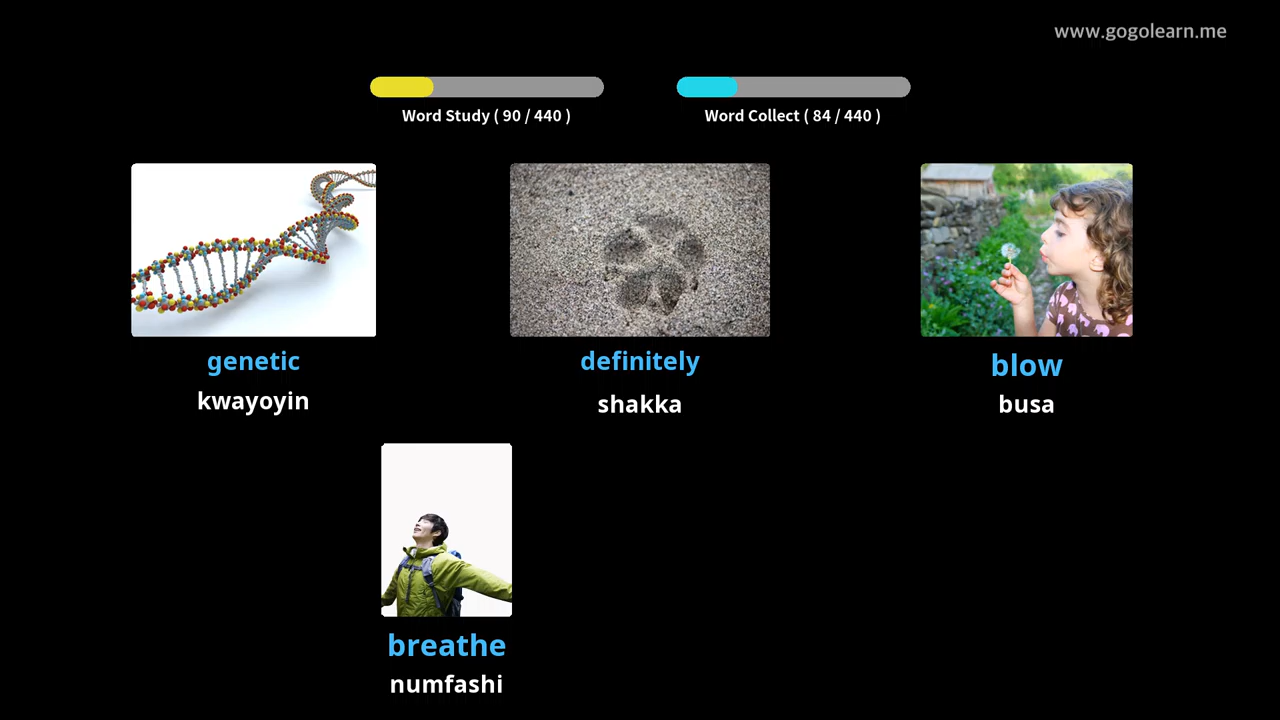 www.gogolearn.me
Word Study ( 90 / 440 )
Word Collect ( 84 / 440 )
genetic
kwayoyin
definitely
shakka
blow
busa
breathe
numfashi